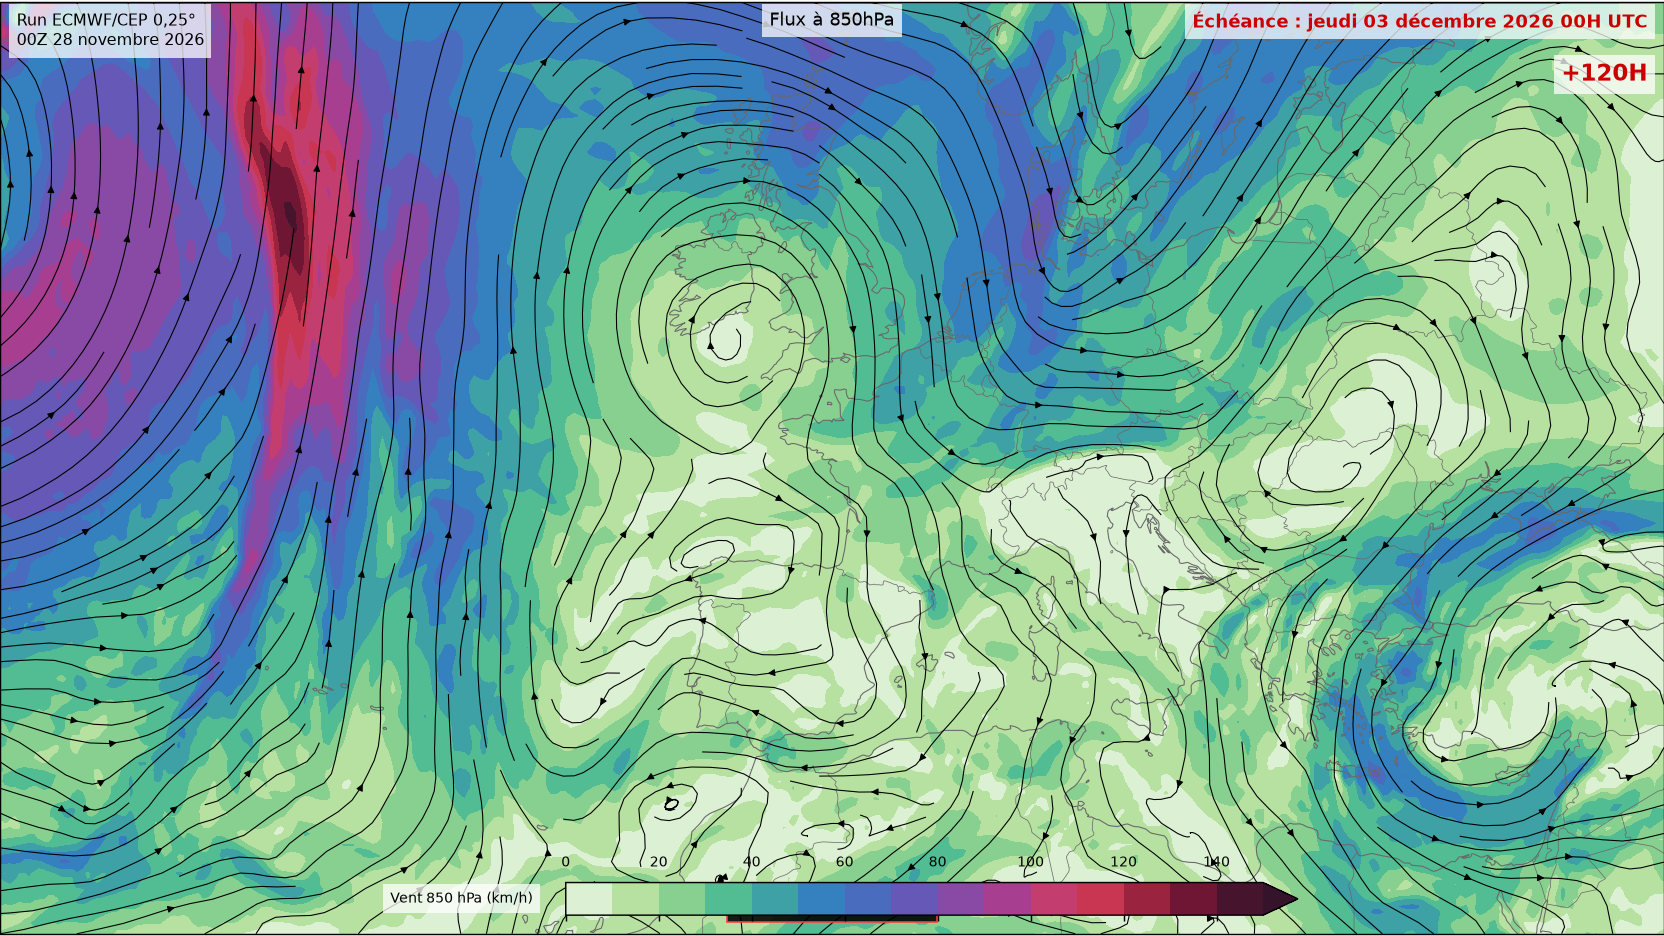 Run ECMWF/CEP 0,25°
00Z 28 novembre 2026
Flux à 850hPa
Échéance : jeudi 03 décembre 2026 00H UTC
+120H
0 20 40 60 80 100 120 140
Vent 850 hPa (km/h)